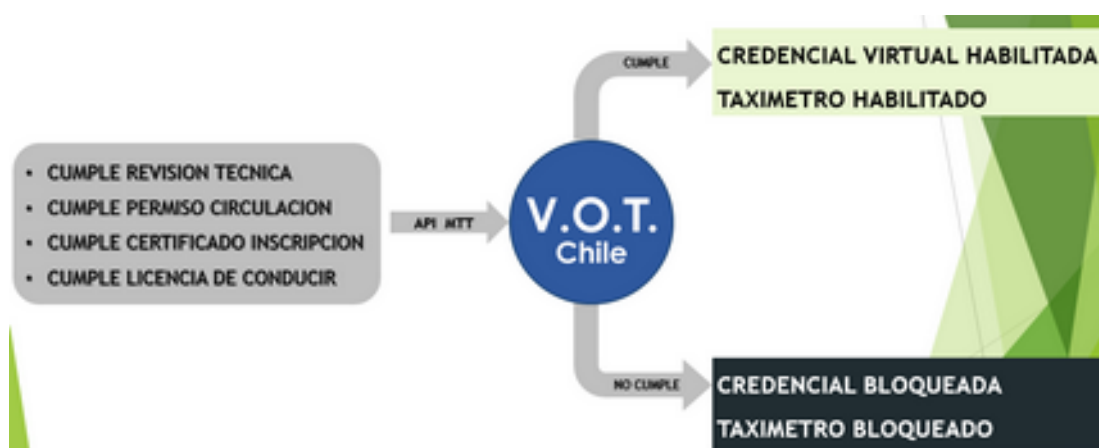 CUMPLE
CREDENCIAL VIRTUAL HABILITADA
TAXIMETRO HABILITADO
• CUMPLE REVISION TECNICA
• CUMPLE PERMISO CIRCULACION
• CUMPLE CERTIFICADO INSCRIPCION
• CUMPLE LICENCIA DE CONDUCIR
API MTT
V.O.T.
Chile
NO CUMPLE
CREDENCIAL BLOQUEADA
TAXIMETRO BLOQUEADO